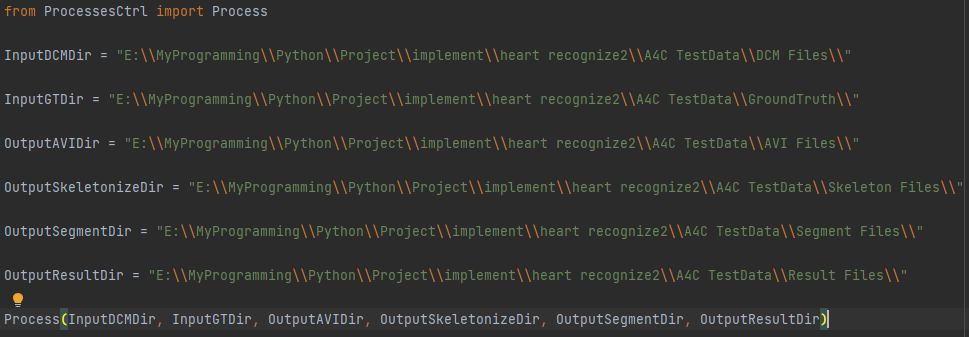 from ProcessesCtrl import Process
InputDCMDir = "E:\\MyProgramming\\Python\\Project\\implement\\heart recognize2\\A4C TestData\\DCM Files\\"
InputGTDir = "E:\\MyProgramming\\Python\\Project\\implement\\heart recognize2\\A4C TestData\\GroundTruth\\"
OutputAVIDir = "E:\\MyProgramming\\Python\\Project\\implement\\heart recognize2\\A4C TestData\\AVI Files\\"
OutputSkeletonizeDir = "E:\\MyProgramming\\Python\\Project\\implement\\heart recognize2\\A4C TestData\\Skeleton Files\\"
OutputSegmentDir = "E:\\MyProgramming\\Python\\Project\\implement\\heart recognize2\\A4C TestData\\Segment Files\\"
OutputResultDir = "E:\\MyProgramming\\Python\\Project\\implement\\heart recognize2\\A4C TestData\\Result Files\\"
Process(InputDCMDir, InputGTDir, OutputAVIDir, OutputSkeletonizeDir, OutputSegmentDir, OutputResultDir)